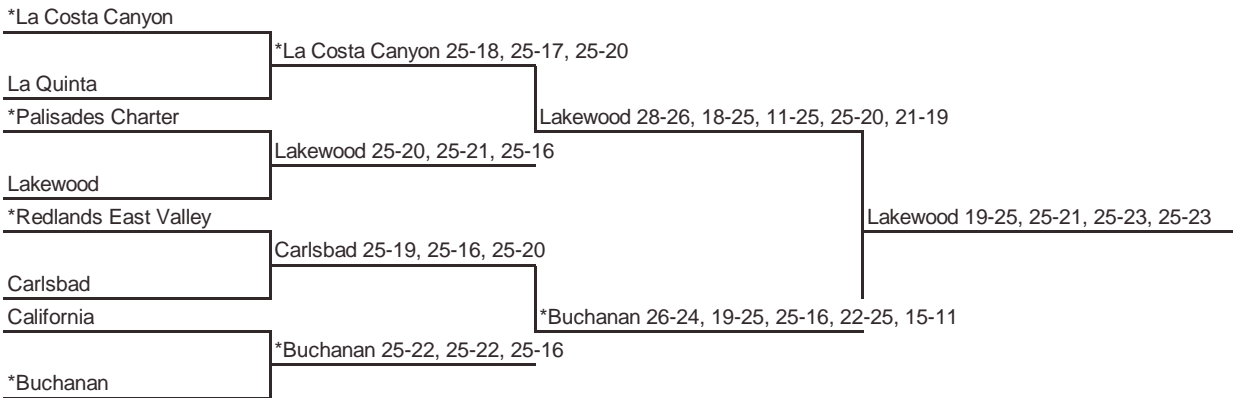 *La Costa Canyon
*La Costa Canyon 25-18, 25-17, 25-20
La Quinta
*Palisades Charter
Lakewood 28-26, 18-25, 11-25, 25-20, 21-19
Lakewood 25-20, 25-21, 25-16
Lakewood
*Redlands East Valley
Lakewood 19-25, 25-21, 25-23, 25-23
Carlsbad 25-19, 25-16, 25-20
Carlsbad
California
*Buchanan 26-24, 19-25, 25-16, 22-25, 15-11
*Buchanan 25-22, 25-22, 25-16
*Buchanan